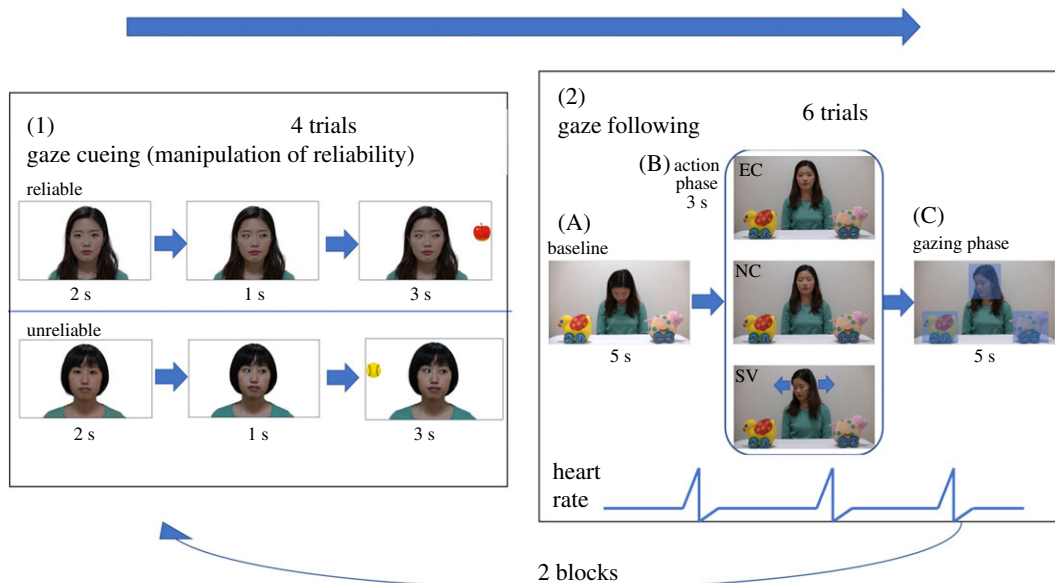 (1)
4 trials
gaze cueing (manipulation of reliability)
reliable
2 s
1 s
3 s
unreliable
2 s
1 s
3 s
(2)
6 trials
gaze following
(B) action
phase
3 s
EC
(A)
baseline
5 s
NC
SV
(C)
gazing phase
5 s
heart
rate
2 blocks